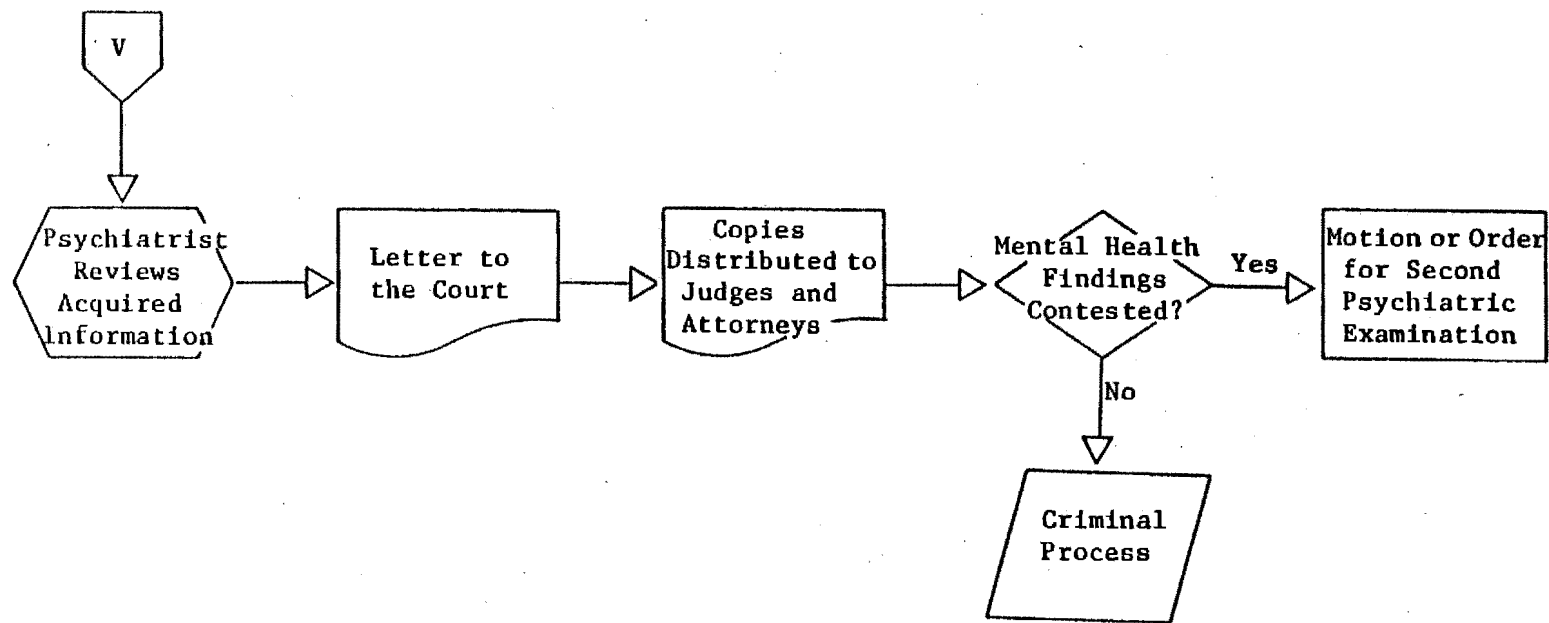 V
Psychiatrist
Reviews
Acquired
Information
Letter to
the Court
Copies
Distributed to
Judges and
Attorneys
Mental Health
Findings
Contested?
Yes
No
Motion or Order
for Second
Psychiatric
Examination
Criminal
Process